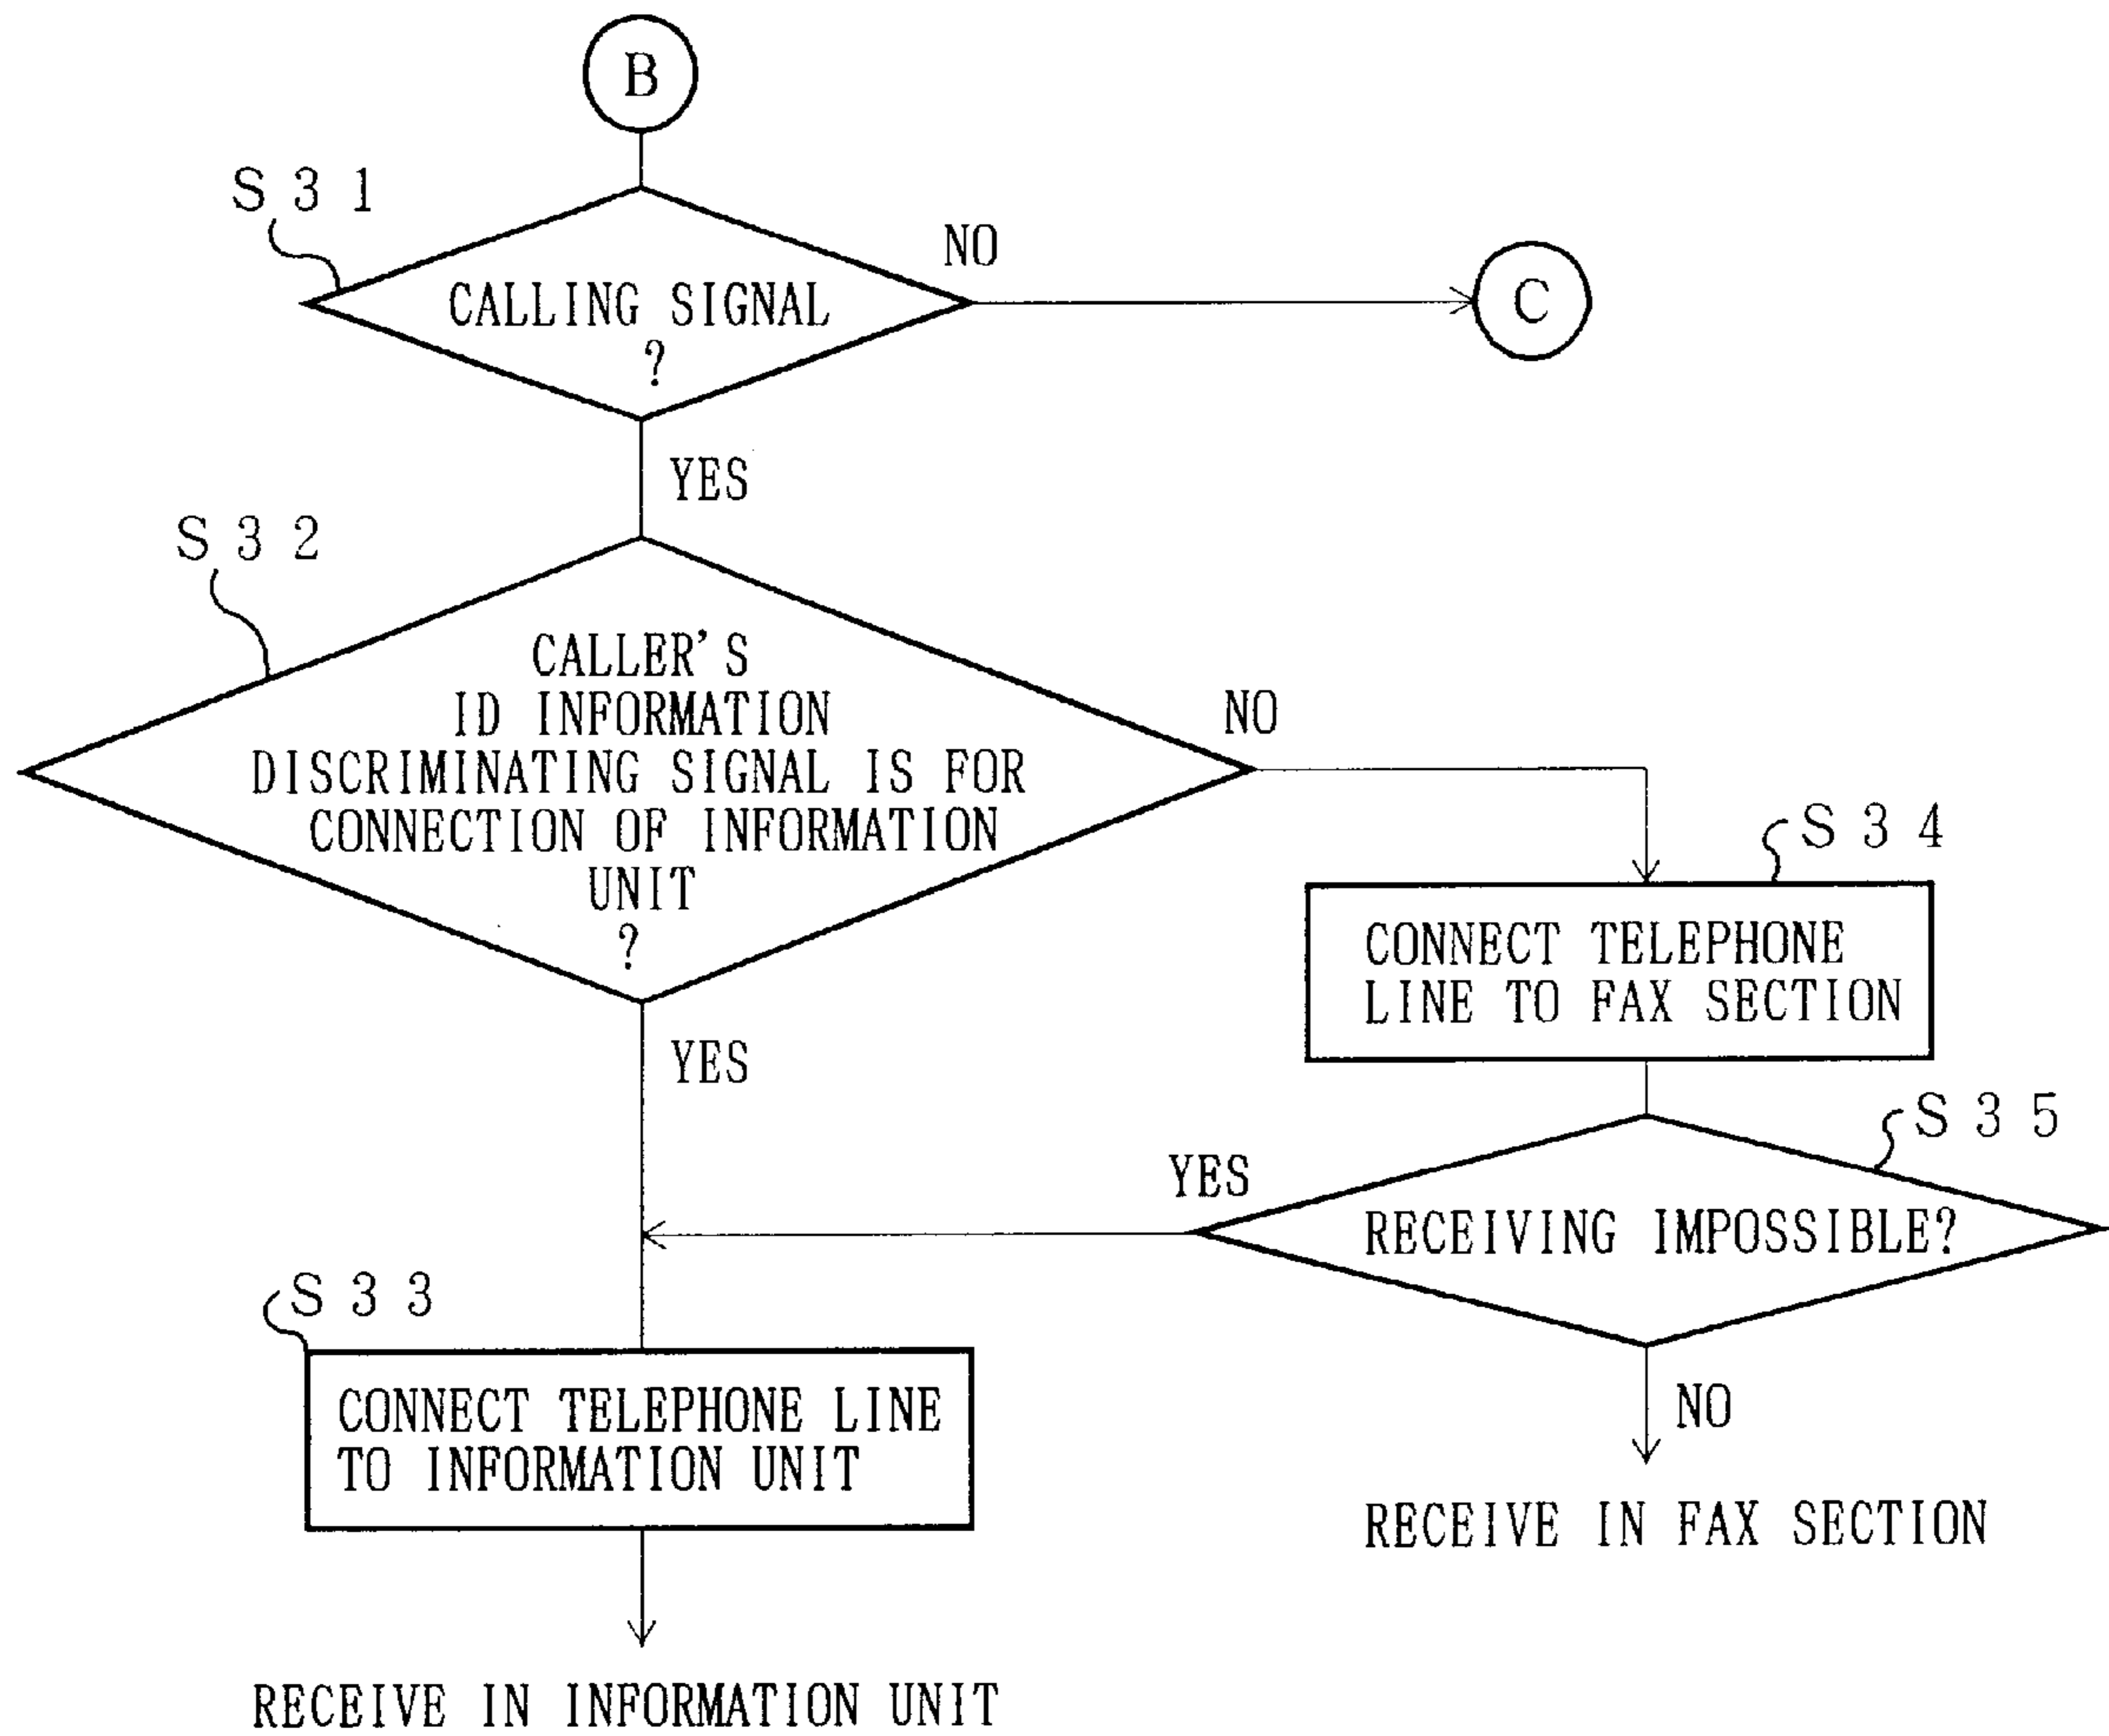 B
S31
NO
CALLING SIGNAL
?
C
YES
S32
CALLER'S
ID INFORMATION
DISCRIMINATING SIGNAL IS FOR
CONNECTION OF INFORMATION
UNIT
?
NO
S34
CONNECT TELEPHONE
LINE TO FAX SECTION
YES
S35
YES
RECEIVING IMPOSSIBLE?
S33
CONNECT TELEPHONE LINE
TO INFORMATION UNIT
NO
RECEIVE IN FAX SECTION
RECEIVE IN INFORMATION UNIT